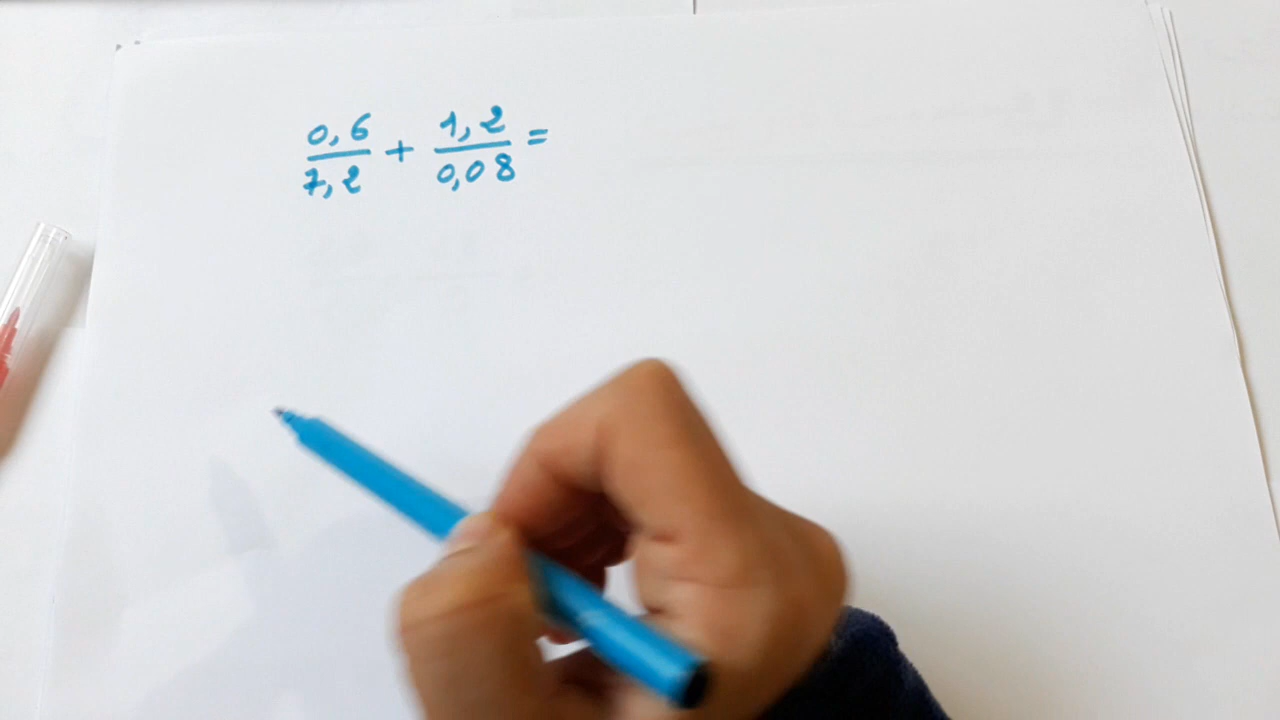 0,6/7,2 + 1,2/0,08 =